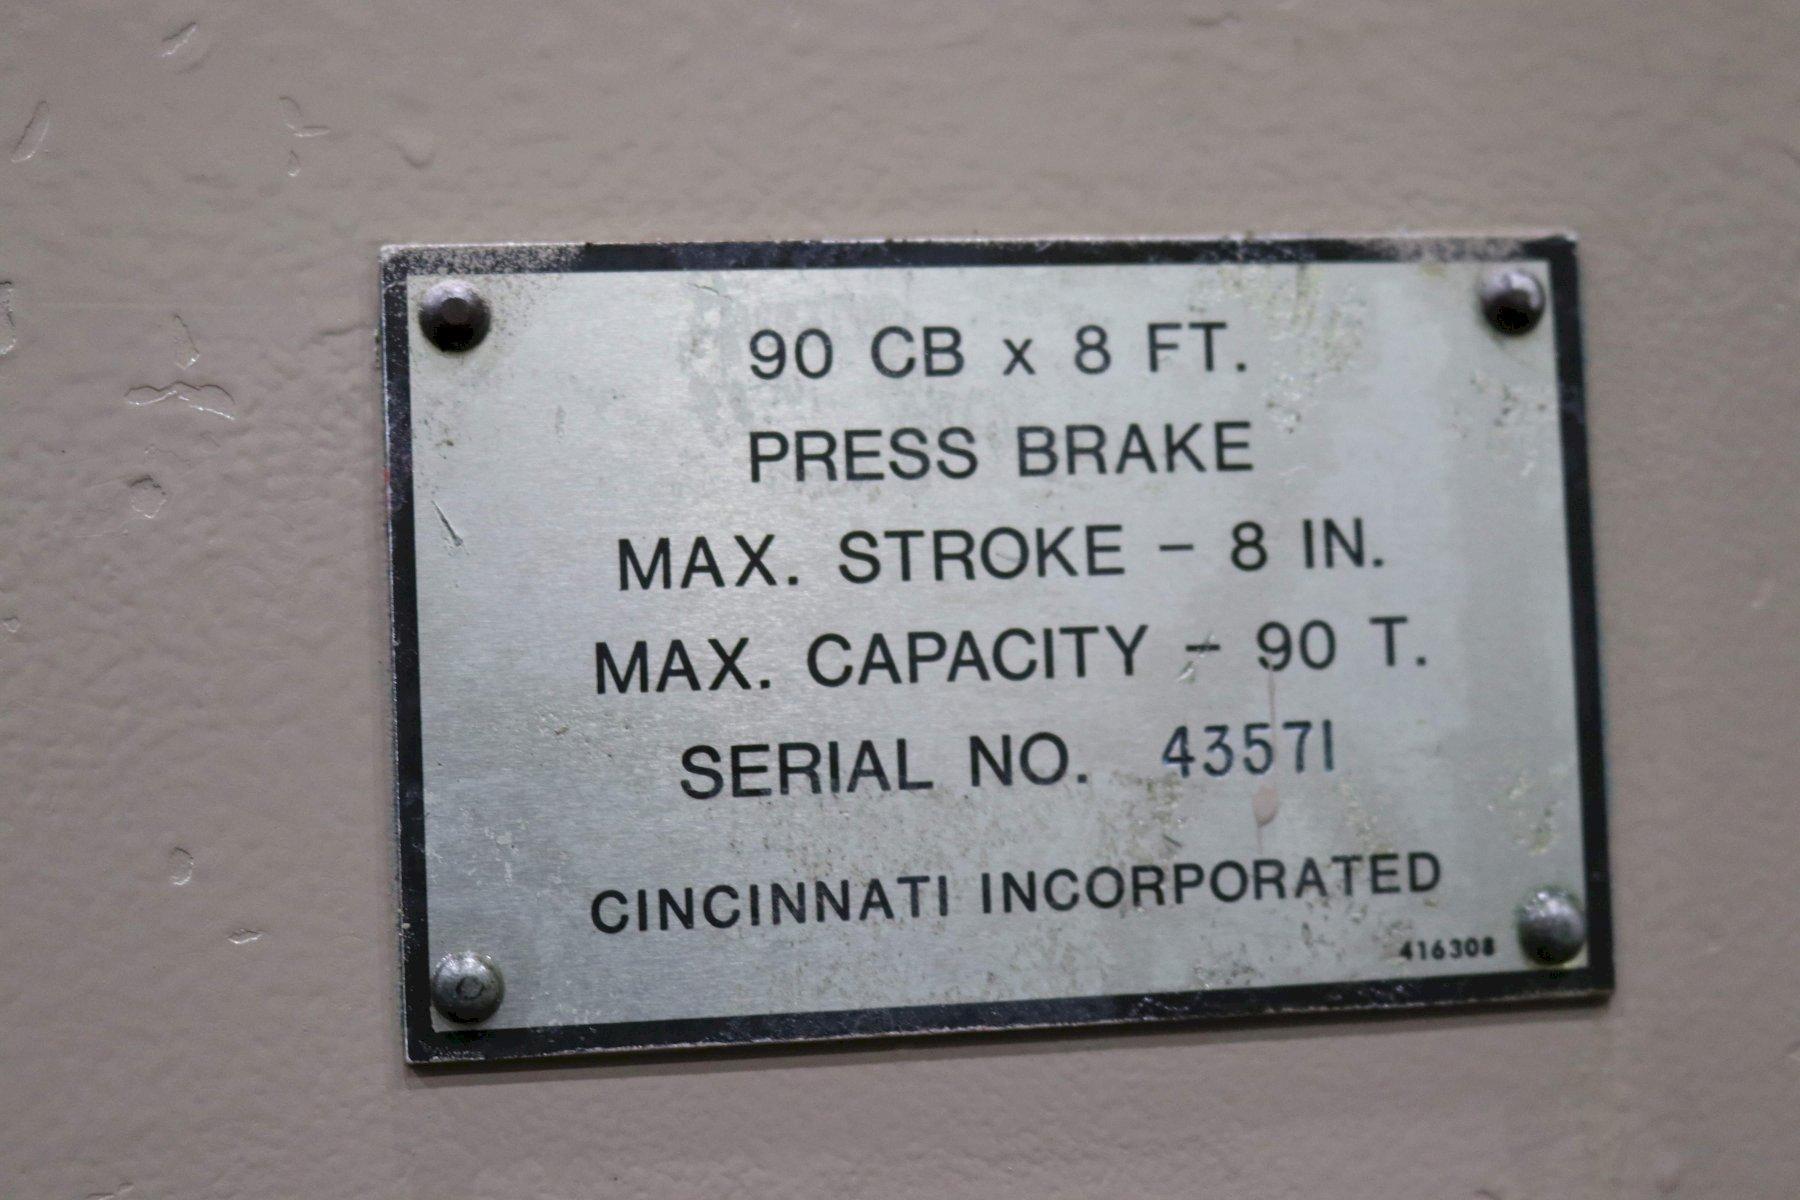 90 CB x 8 FT.
PRESS BRAKE
MAX. STROKE – 8 IN.
MAX. CAPACITY – 90 T.
SERIAL NO. 43571
CINCINNATI INCORPORATED
416308